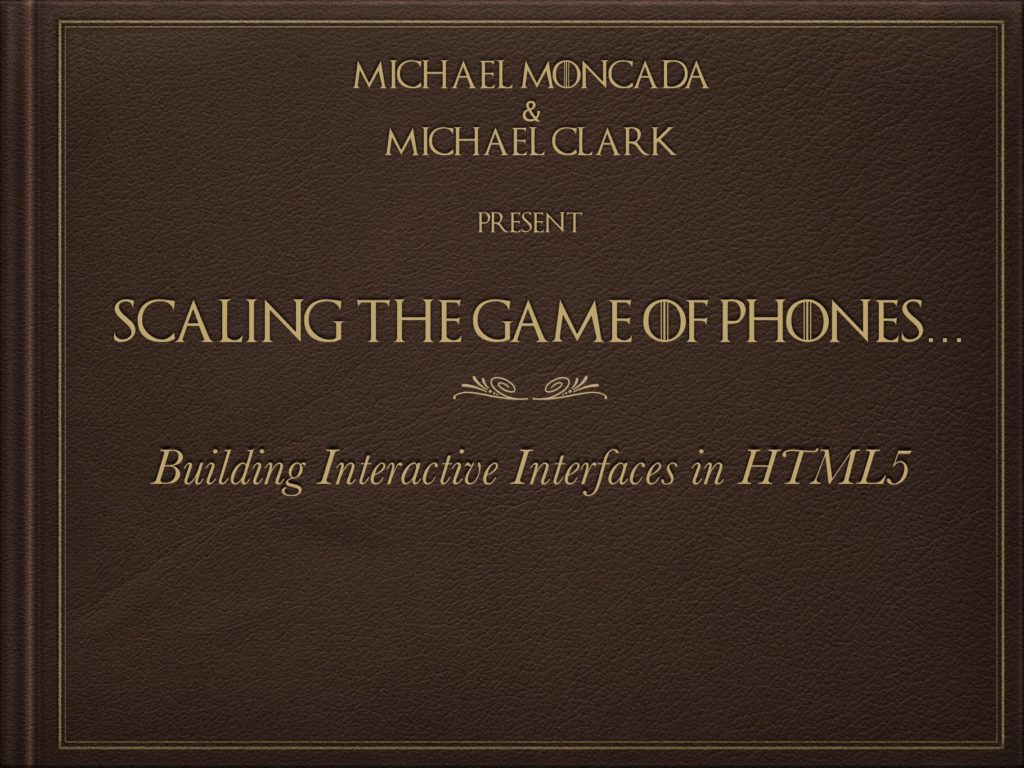 MICHAEL MONCADA
&
MICHAEL CLARK
PRESENT
SCALING THE GAME OF PHONES...
Building Interactive Interfaces in HTML5